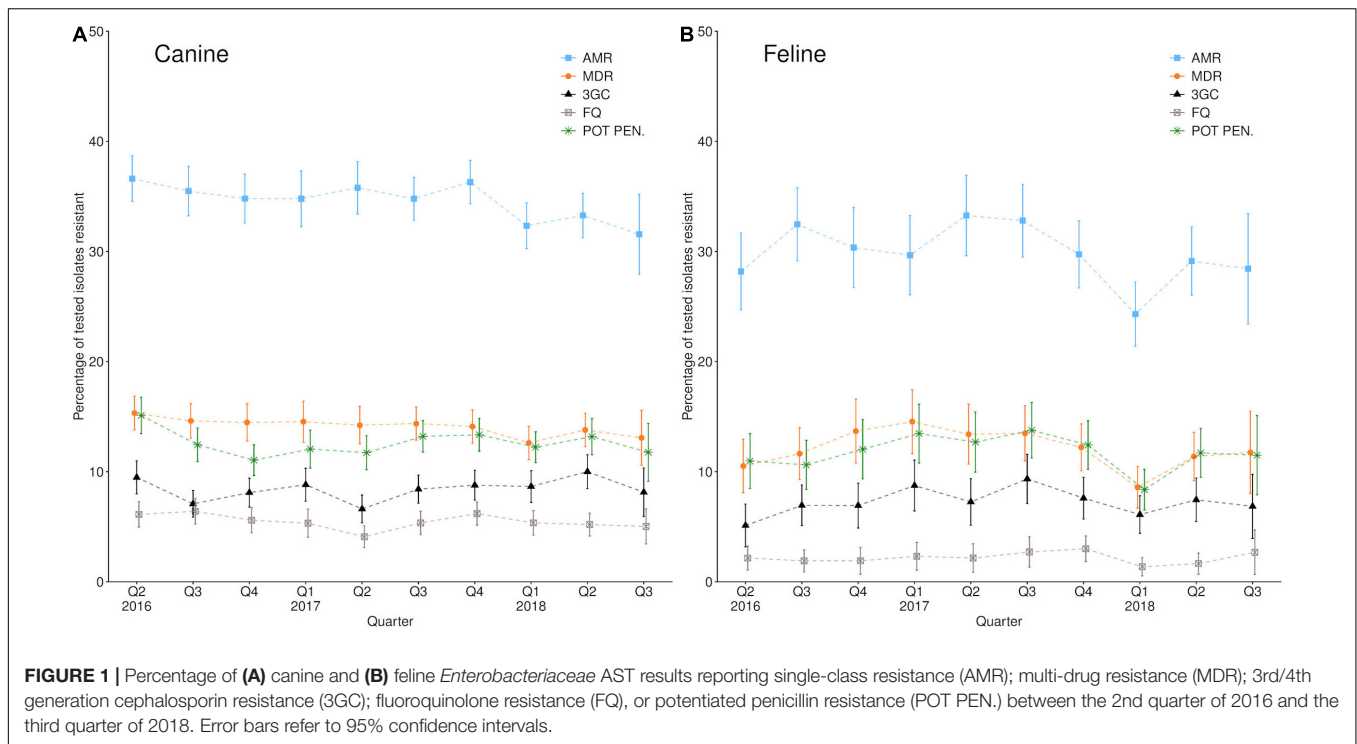 A
Canine
AMR
MDR
3GC
FQ
POT PEN.
Percentage of tested isolates resistant
50
40
30
20
10
0
Q2 Q3 Q4 Q1 Q2 Q3 Q4 Q1 Q2 Q3
2016 2017 2018
Quarter
B
Feline
AMR
MDR
3GC
FQ
POT PEN.
Percentage of tested isolates resistant
50
40
30
20
10
0
Q2 Q3 Q4 Q1 Q2 Q3 Q4 Q1 Q2 Q3
2016 2017 2018
Quarter
FIGURE 1 | Percentage of (A) canine and (B) feline Enterobacteriaceae AST results reporting single-class resistance (AMR); multi-drug resistance (MDR); 3rd/4th
generation cephalosporin resistance (3GC); fluoroquinolone resistance (FQ), or potentiated penicillin resistance (POT PEN.) between the 2nd quarter of 2016 and the
third quarter of 2018. Error bars refer to 95% confidence intervals.